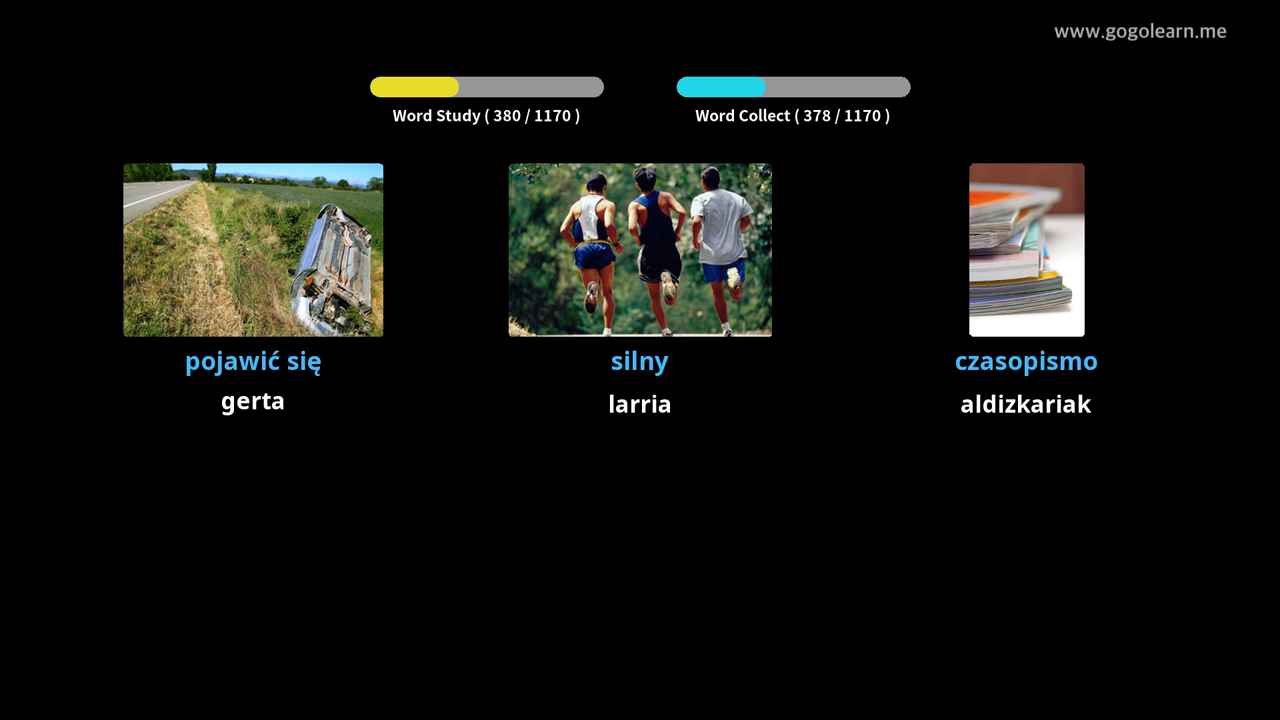 www.gogolearn.me
Word Study ( 380 / 1170 )
Word Collect ( 378 / 1170 )
pojawić się
silny
czasopismo
gerta
larria
aldizkariak